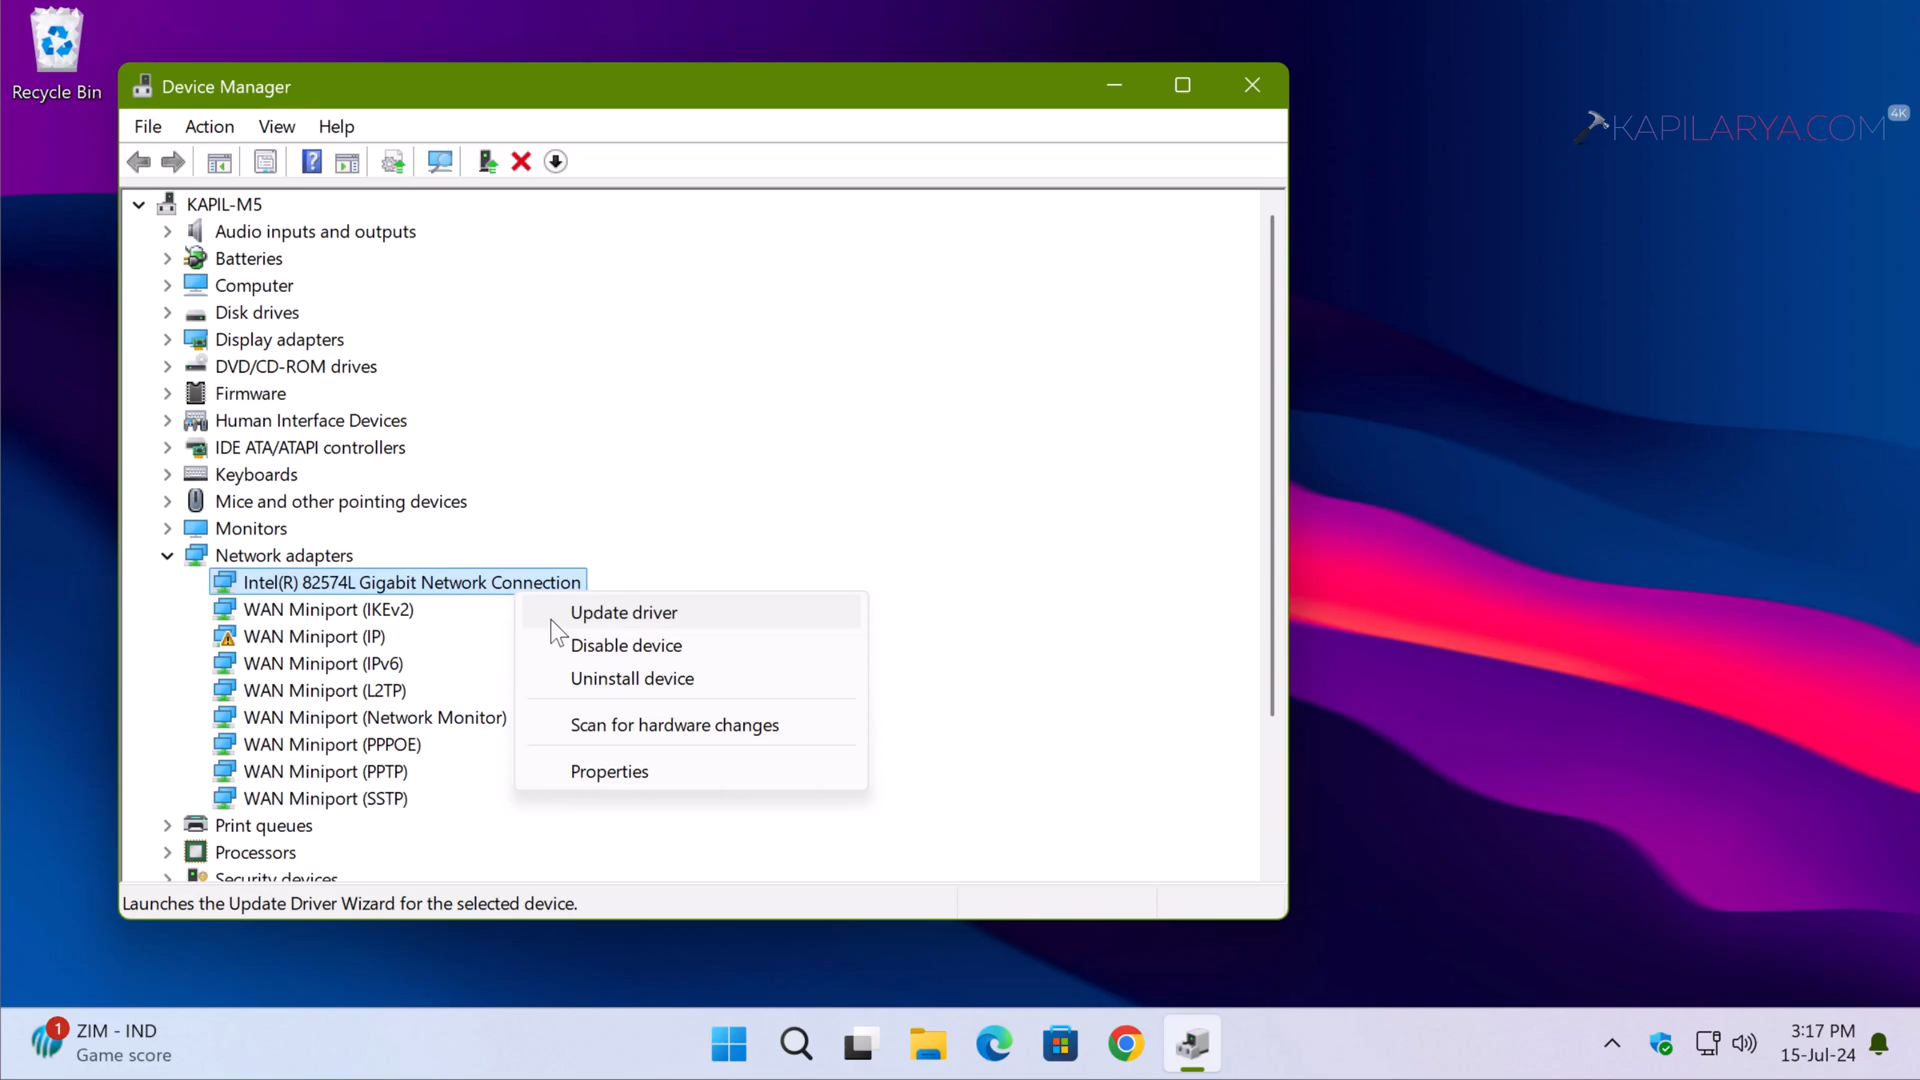 Recycle Bin
Device Manager
KAPILARYA.COM
4K
File Action View Help
KAPIL-M5
Audio inputs and outputs
Batteries
Computer
Disk drives
Display adapters
DVD/CD-ROM drives
Firmware
Human Interface Devices
IDE ATA/ATAPI controllers
Keyboards
Mice and other pointing devices
Monitors
Network adapters
Intel(R) 82574L Gigabit Network Connection
WAN Miniport (IKEv2)
WAN Miniport (IP)
WAN Miniport (IPv6)
WAN Miniport (L2TP)
WAN Miniport (Network Monitor)
WAN Miniport (PPPOE)
WAN Miniport (PPTP)
WAN Miniport (SSTP)
Update driver
Disable device
Uninstall device
Scan for hardware changes
Properties
Print queues
Processors
Security devices
Launches the Update Driver Wizard for the selected device.
1
ZIM - IND
Game score
3:17 PM
15-Jul-24